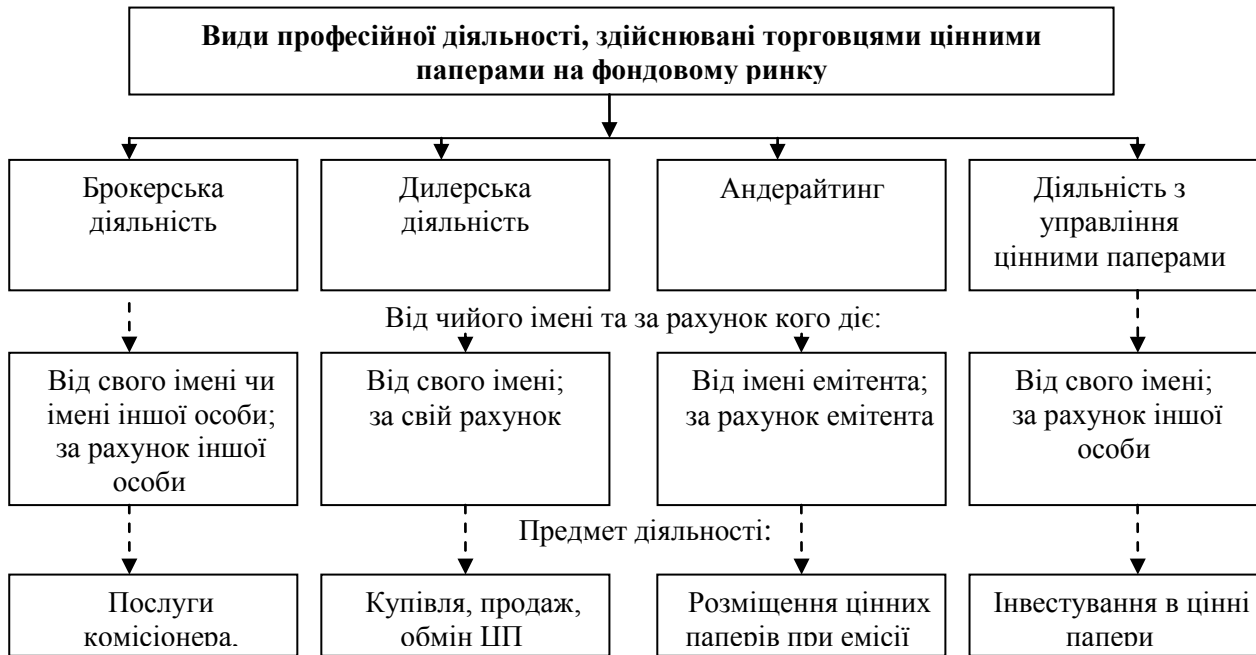 Види професійної діяльності, здійснювані торговцями цінними
паперами на фондовому ринку
Брокерська
діяльність
Дилерська
діяльність
Андерайтинг
Діяльність з
управління
цінними паперами
Від чийого імені та за рахунок кого діє:
Від свого імені чи
імені іншої особи;
за рахунок іншої
особи
Від свого імені;
за свій рахунок
Від імені емітента;
за рахунок емітента
Від свого імені;
за рахунок іншої
особи
Предмет діяльності:
Послуги
комісіонера,
Купівля, продаж,
обмін ЦП
Розміщення цінних
паперів при емісії
Інвестування в цінні
папери